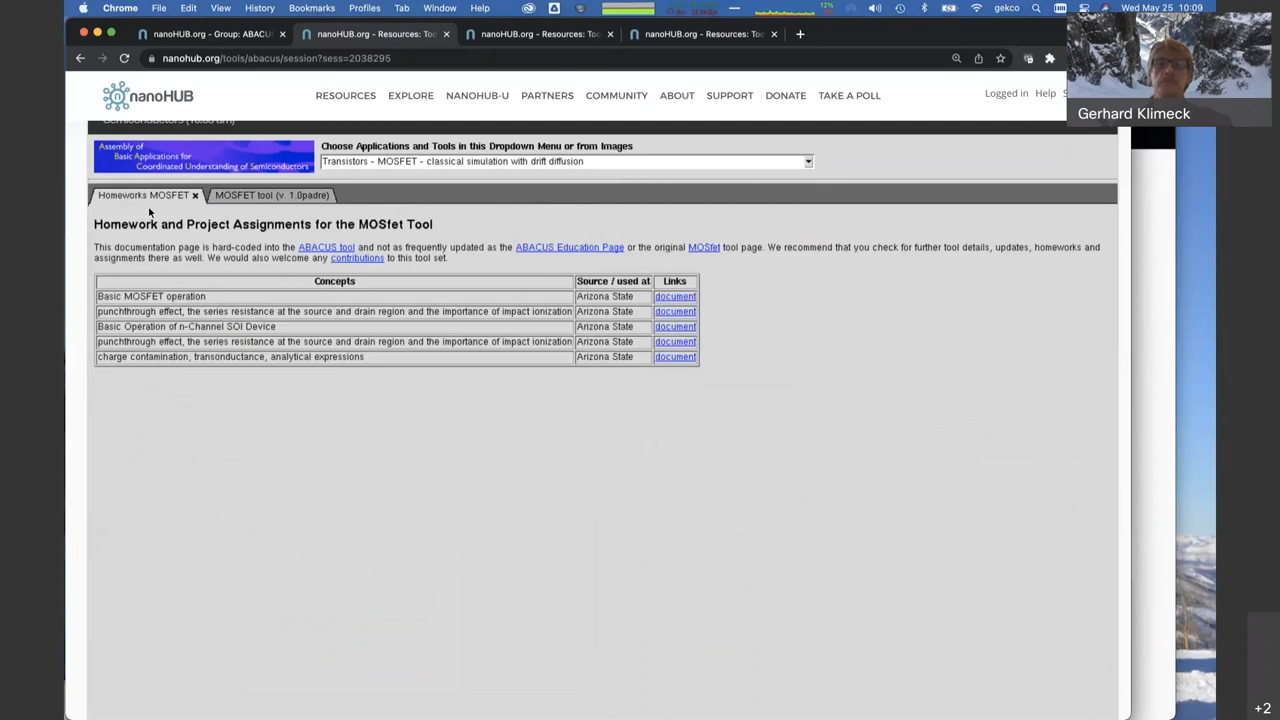 Chrome File Edit View History Bookmarks Profiles Tab Window Help 12% gekco Wed May 25 10:09
nanoHUB.org - Group: ABACU
nanoHUB.org - Resources: Too
nanoHUB.org - Resources: Too
nanoHUB.org - Resources: Too
nanohub.org/tools/abacus/session?sess=2038295
nanoHUB
RESOURCES EXPLORE NANOHUB-U PARTNERS COMMUNITY ABOUT SUPPORT DONATE TAKE A POLL
Logged in Help
Gerhard Klimeck
Assembly of
Basic Applications for
Coordinated Understanding of Semiconductors
Choose Applications and Tools in this Dropdown Menu or from Images
Transistors - MOSFET - classical simulation with drift diffusion
Homeworks MOSFET
MOSFET tool (v. 1.0padre)
Homework and Project Assignments for the MOSfet Tool
This documentation page is hard-coded into the ABACUS tool and not as frequently updated as the ABACUS Education Page or the original MOSfet tool page. We recommend that you check for further tool details, updates, homeworks and
assignments there as well. We would also welcome any contributions to this tool set.
Concepts Source / used at Links
Basic MOSFET operation Arizona State document
punchthrough effect, the series resistance at the source and drain region and the importance of impact ionization Arizona State document
Basic Operation of n-Channel SOI Device Arizona State document
punchthrough effect, the series resistance at the source and drain region and the importance of impact ionization Arizona State document
charge contamination, transonductance, analytical expressions Arizona State document
+2